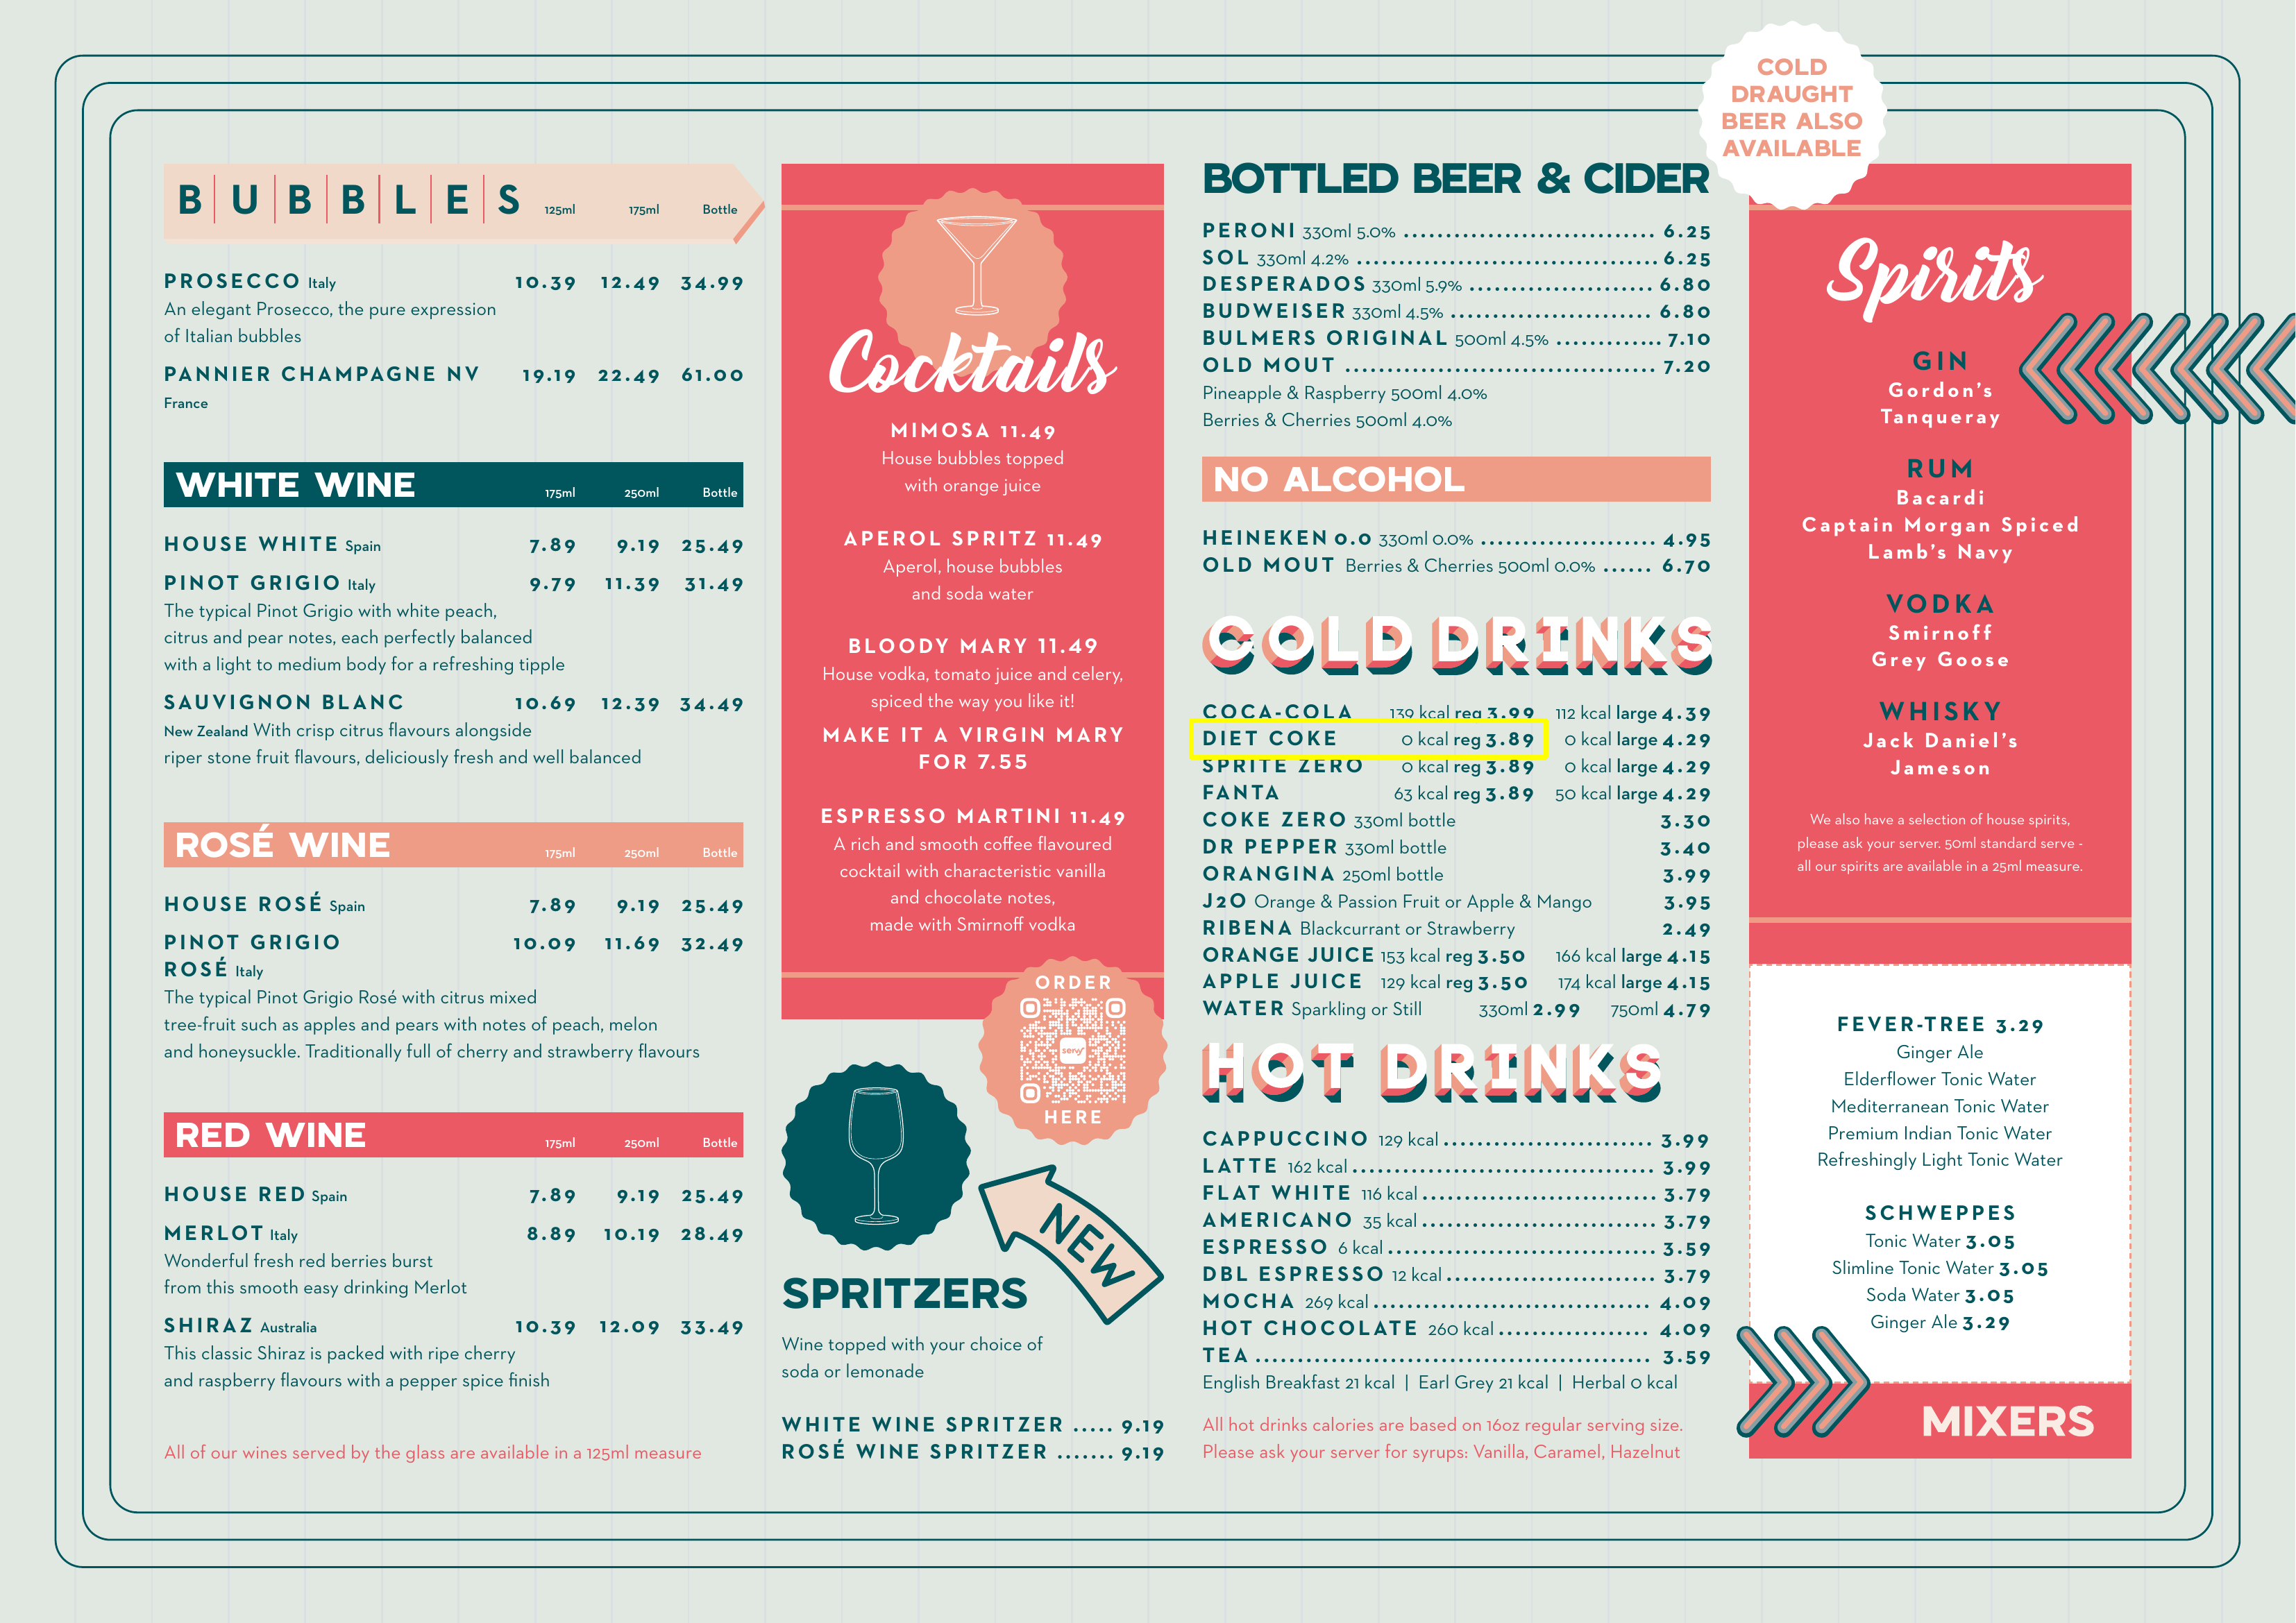 BUBBLES 125ml 175ml Bottle
PROSECCO Italy 10.39 12.49 34.99
An elegant Prosecco, the pure expression
of Italian bubbles
PANNIER CHAMPAGNE NV 19.19 22.49 61.00
France
WHITE WINE 175ml 250ml Bottle
HOUSE WHITE Spain 7.89 9.19 25.49
PINOT GRIGIO Italy 9.79 11.39 31.49
The typical Pinot Grigio with white peach,
citrus and pear notes, each perfectly balanced
with a light to medium body for a refreshing tipple
SAUVIGNON BLANC 10.69 12.39 34.49
New Zealand With crisp citrus flavours alongside
riper stone fruit flavours, deliciously fresh and well balanced
ROSÉ WINE 175ml 250ml Bottle
HOUSE ROSÉ Spain 7.89 9.19 25.49
PINOT GRIGIO 10.09 11.69 32.49
ROSÉ Italy
The typical Pinot Grigio Rosé with citrus mixed
tree-fruit such as apples and pears with notes of peach, melon
and honeysuckle. Traditionally full of cherry and strawberry flavours
RED WINE 175ml 250ml Bottle
HOUSE RED Spain 7.89 9.19 25.49
MERLOT Italy 8.89 10.19 28.49
Wonderful fresh red berries burst
from this smooth easy drinking Merlot
SHIRAZ Australia 10.39 12.09 33.49
This classic Shiraz is packed with ripe cherry
and raspberry flavours with a pepper spice finish
All of our wines served by the glass are available in a 125ml measure
Cocktails
MIMOSA 11.49
House bubbles topped
with orange juice
APEROL SPRITZ 11.49
Aperol, house bubbles
and soda water
BLOODY MARY 11.49
House vodka, tomato juice and celery,
spiced the way you like it!
MAKE IT A VIRGIN MARY
FOR 7.55
ESPRESSO MARTINI 11.49
A rich and smooth coffee flavoured
cocktail with characteristic vanilla
and chocolate notes,
made with Smirnoff vodka
ORDER
servy
HERE
NEW
SPRITZERS
Wine topped with your choice of
soda or lemonade
WHITE WINE SPRITZER ..... 9.19
ROSÉ WINE SPRITZER ....... 9.19
BOTTLED BEER & CIDER
PERONI 330ml 5.0% .............................. 6.25
SOL 330ml 4.2% .................................... 6.25
DESPERADOS 330ml 5.9% ...................... 6.80
BUDWEISER 330ml 4.5% ........................ 6.80
BULMERS ORIGINAL 500ml 4.5% ............. 7.10
OLD MOUT ..................................... 7.20
Pineapple & Raspberry 500ml 4.0%
Berries & Cherries 500ml 4.0%
NO ALCOHOL
HEINEKEN 0.0 330ml 0.0% ..................... 4.95
OLD MOUT Berries & Cherries 500ml 0.0% ...... 6.70
COLD DRINKS
COCA-COLA 139 kcal reg 3.99 112 kcal large 4.39
DIET COKE 0 kcal reg 3.89 0 kcal large 4.29
SPRITE ZERO 0 kcal reg 3.89 0 kcal large 4.29
FANTA 63 kcal reg 3.89 50 kcal large 4.29
COKE ZERO 330ml bottle 3.30
DR PEPPER 330ml bottle 3.40
ORANGINA 250ml bottle 3.99
J2O Orange & Passion Fruit or Apple & Mango 3.95
RIBENA Blackcurrant or Strawberry 2.49
ORANGE JUICE 153 kcal reg 3.50 166 kcal large 4.15
APPLE JUICE 129 kcal reg 3.50 174 kcal large 4.15
WATER Sparkling or Still 330ml 2.99 750ml 4.79
HOT DRINKS
CAPPUCCINO 129 kcal ......................... 3.99
LATTE 162 kcal .................................... 3.99
FLAT WHITE 116 kcal ............................ 3.79
AMERICANO 35 kcal ............................ 3.79
ESPRESSO 6 kcal ................................ 3.59
DBL ESPRESSO 12 kcal ......................... 3.79
MOCHA 269 kcal ................................. 4.09
HOT CHOCOLATE 260 kcal .................. 4.09
TEA ............................................... 3.59
English Breakfast 21 kcal | Earl Grey 21 kcal | Herbal 0 kcal
All hot drinks calories are based on 16oz regular serving size.
Please ask your server for syrups: Vanilla, Caramel, Hazelnut
COLD
DRAUGHT
BEER ALSO
AVAILABLE
Spirits
GIN
Gordon's
Tanqueray
RUM
Bacardi
Captain Morgan Spiced
Lamb's Navy
VODKA
Smirnoff
Grey Goose
WHISKY
Jack Daniel's
Jameson
We also have a selection of house spirits,
please ask your server. 50ml standard serve -
all our spirits are available in a 25ml measure.
FEVER-TREE 3.29
Ginger Ale
Elderflower Tonic Water
Mediterranean Tonic Water
Premium Indian Tonic Water
Refreshingly Light Tonic Water
SCHWEPPES
Tonic Water 3.05
Slimline Tonic Water 3.05
Soda Water 3.05
Ginger Ale 3.29
MIXERS